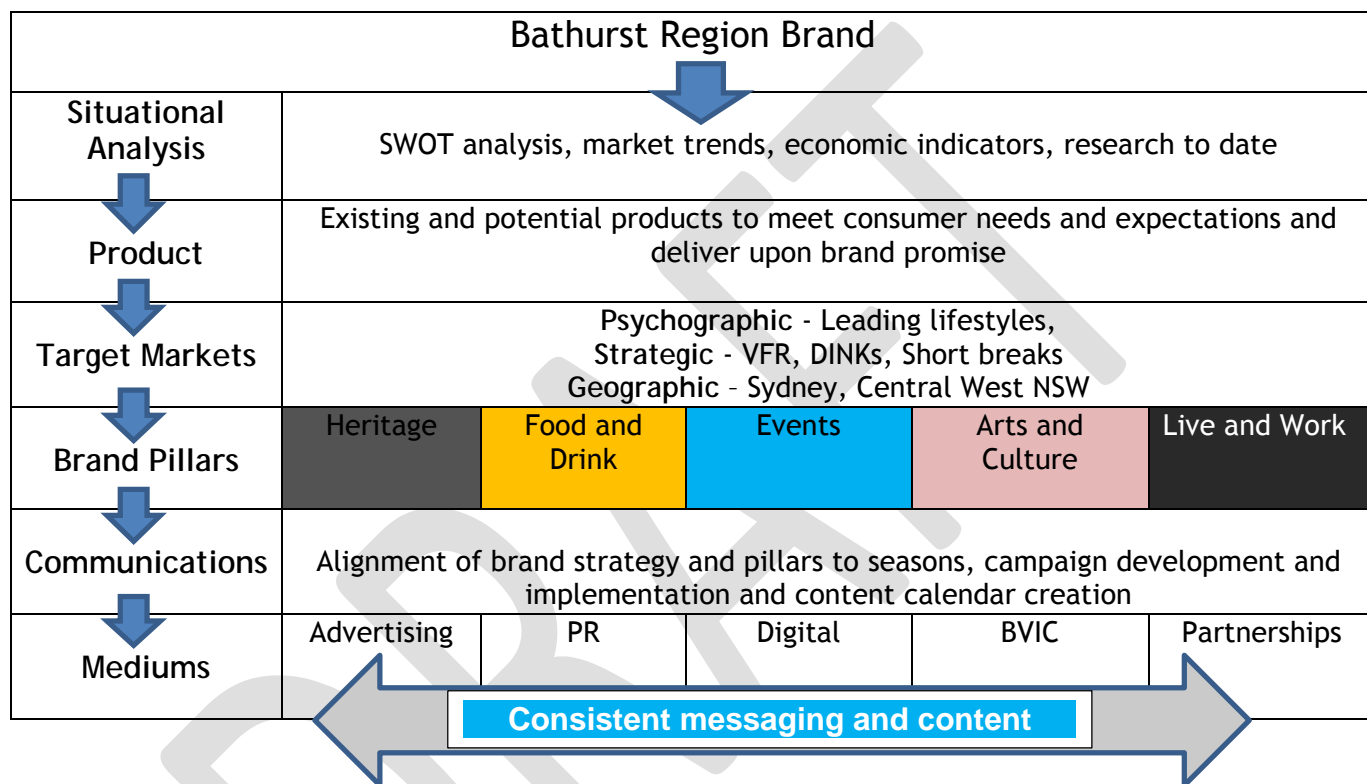 Bathurst Region Brand
Situational
Analysis
SWOT analysis, market trends, economic indicators, research to date
Product
Existing and potential products to meet consumer needs and expectations and
deliver upon brand promise
Target Markets
Psychographic - Leading lifestyles,
Strategic - VFR, DINKs, Short breaks
Geographic – Sydney, Central West NSW
Brand Pillars
Heritage
Food and
Drink
Events
Arts and
Culture
Live and Work
Communications
Alignment of brand strategy and pillars to seasons, campaign development and
implementation and content calendar creation
Mediums
Advertising
PR
Digital
BVIC
Partnerships
Consistent messaging and content
DRAFT